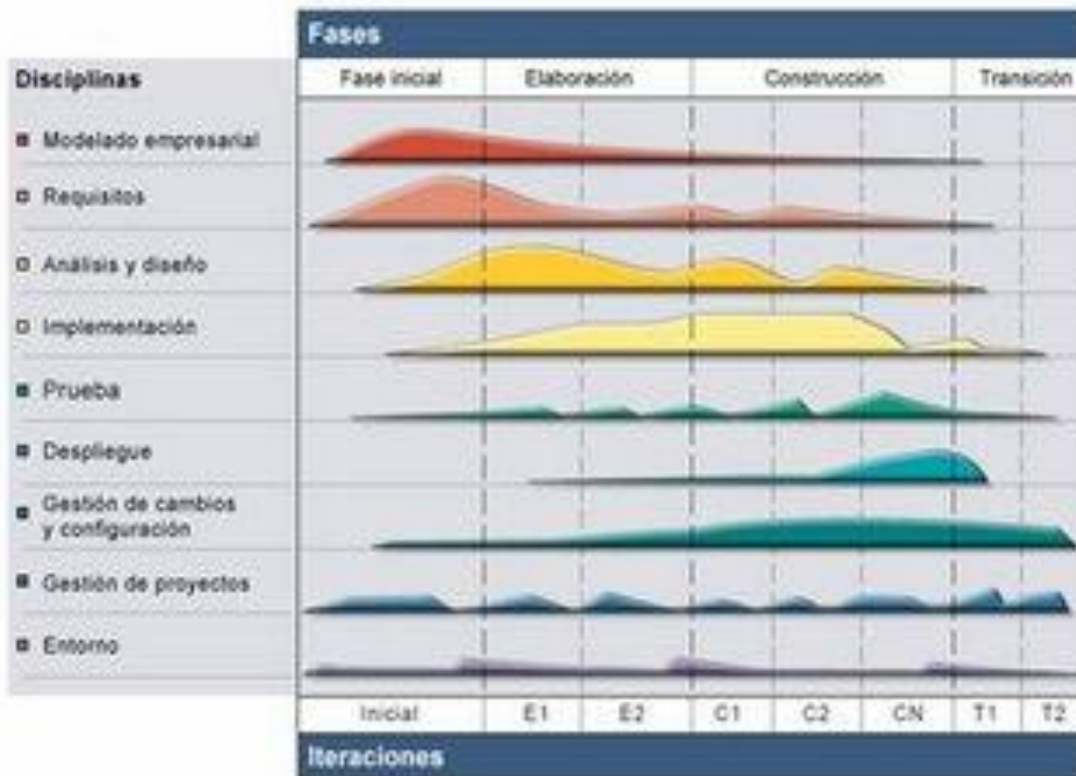 Fases
Disciplinas
Fase inicial Elaboración Construcción Transición
Modelado empresarial
Requisitos
Análisis y diseño
Implementación
Prueba
Despliegue
Gestión de cambios
y configuración
Gestión de proyectos
Entorno
Inicial E1 E2 C1 C2 CN T1 T2
Iteraciones